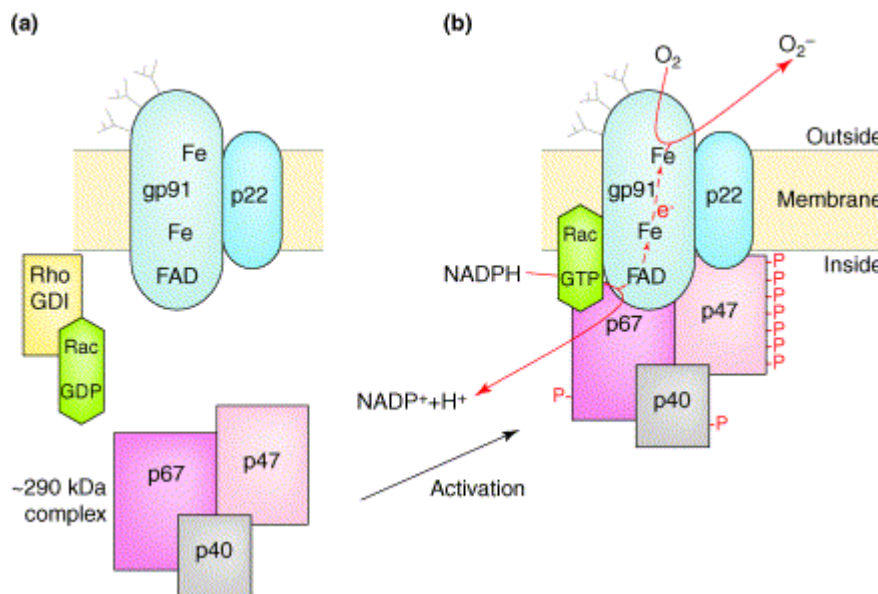 (a)
Fe
gp91
p22
Fe
FAD
Rho
GDI
Rac
GDP
~290 kDa
complex
p67
p47
p40
Activation
(b)
O₂
O₂⁻
Outside
Fe
gp91
p22
Membrane
e⁻
Rac
Fe
Inside
NADPH
GTP
FAD
P
P
P
P
P
P
P
p67
p47
NADP⁺+H⁺
P
p40
P